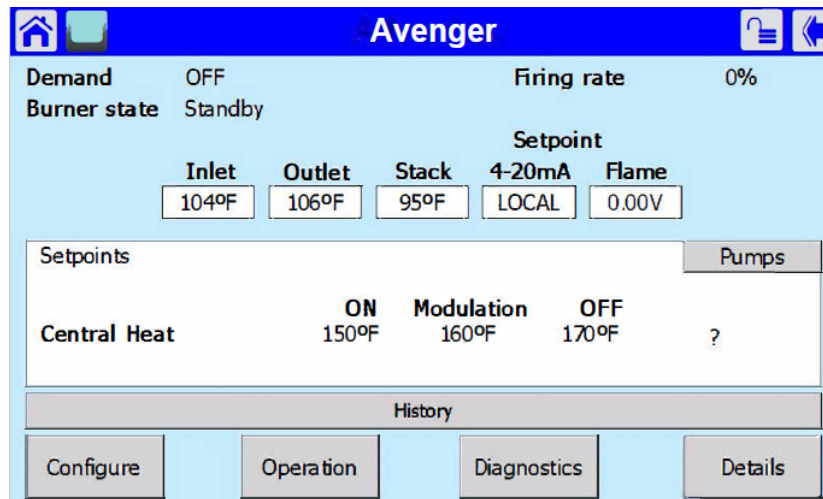 Avenger
Demand OFF Firing rate 0%
Burner state Standby
Setpoint
Inlet Outlet Stack 4-20mA Flame
104ºF 106ºF 95ºF LOCAL 0.00V
Setpoints Pumps
ON Modulation OFF
Central Heat 150ºF 160ºF 170ºF ?
History
Configure Operation Diagnostics Details